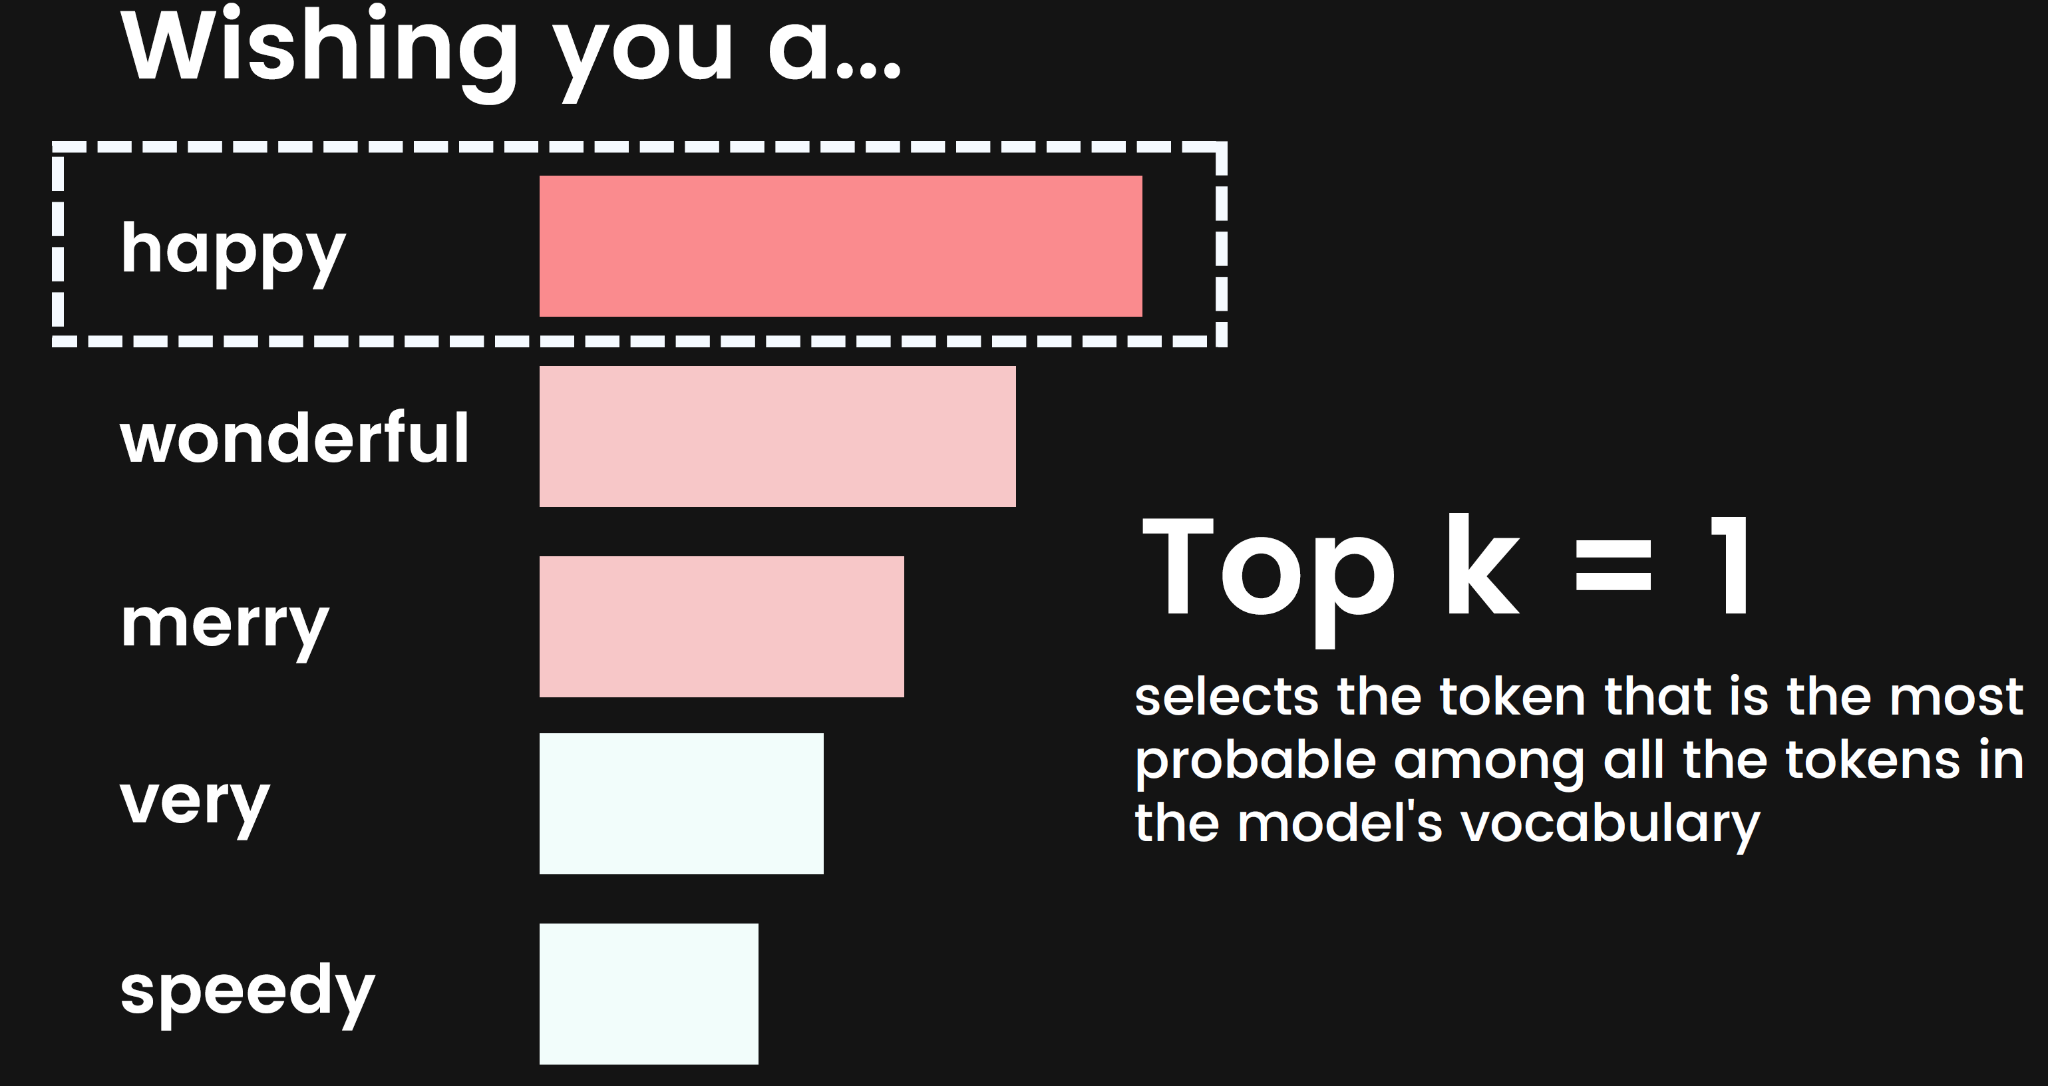 Wishing you a...
happy
wonderful
merry
very
speedy
Top k = 1
selects the token that is the most
probable among all the tokens in
the model's vocabulary